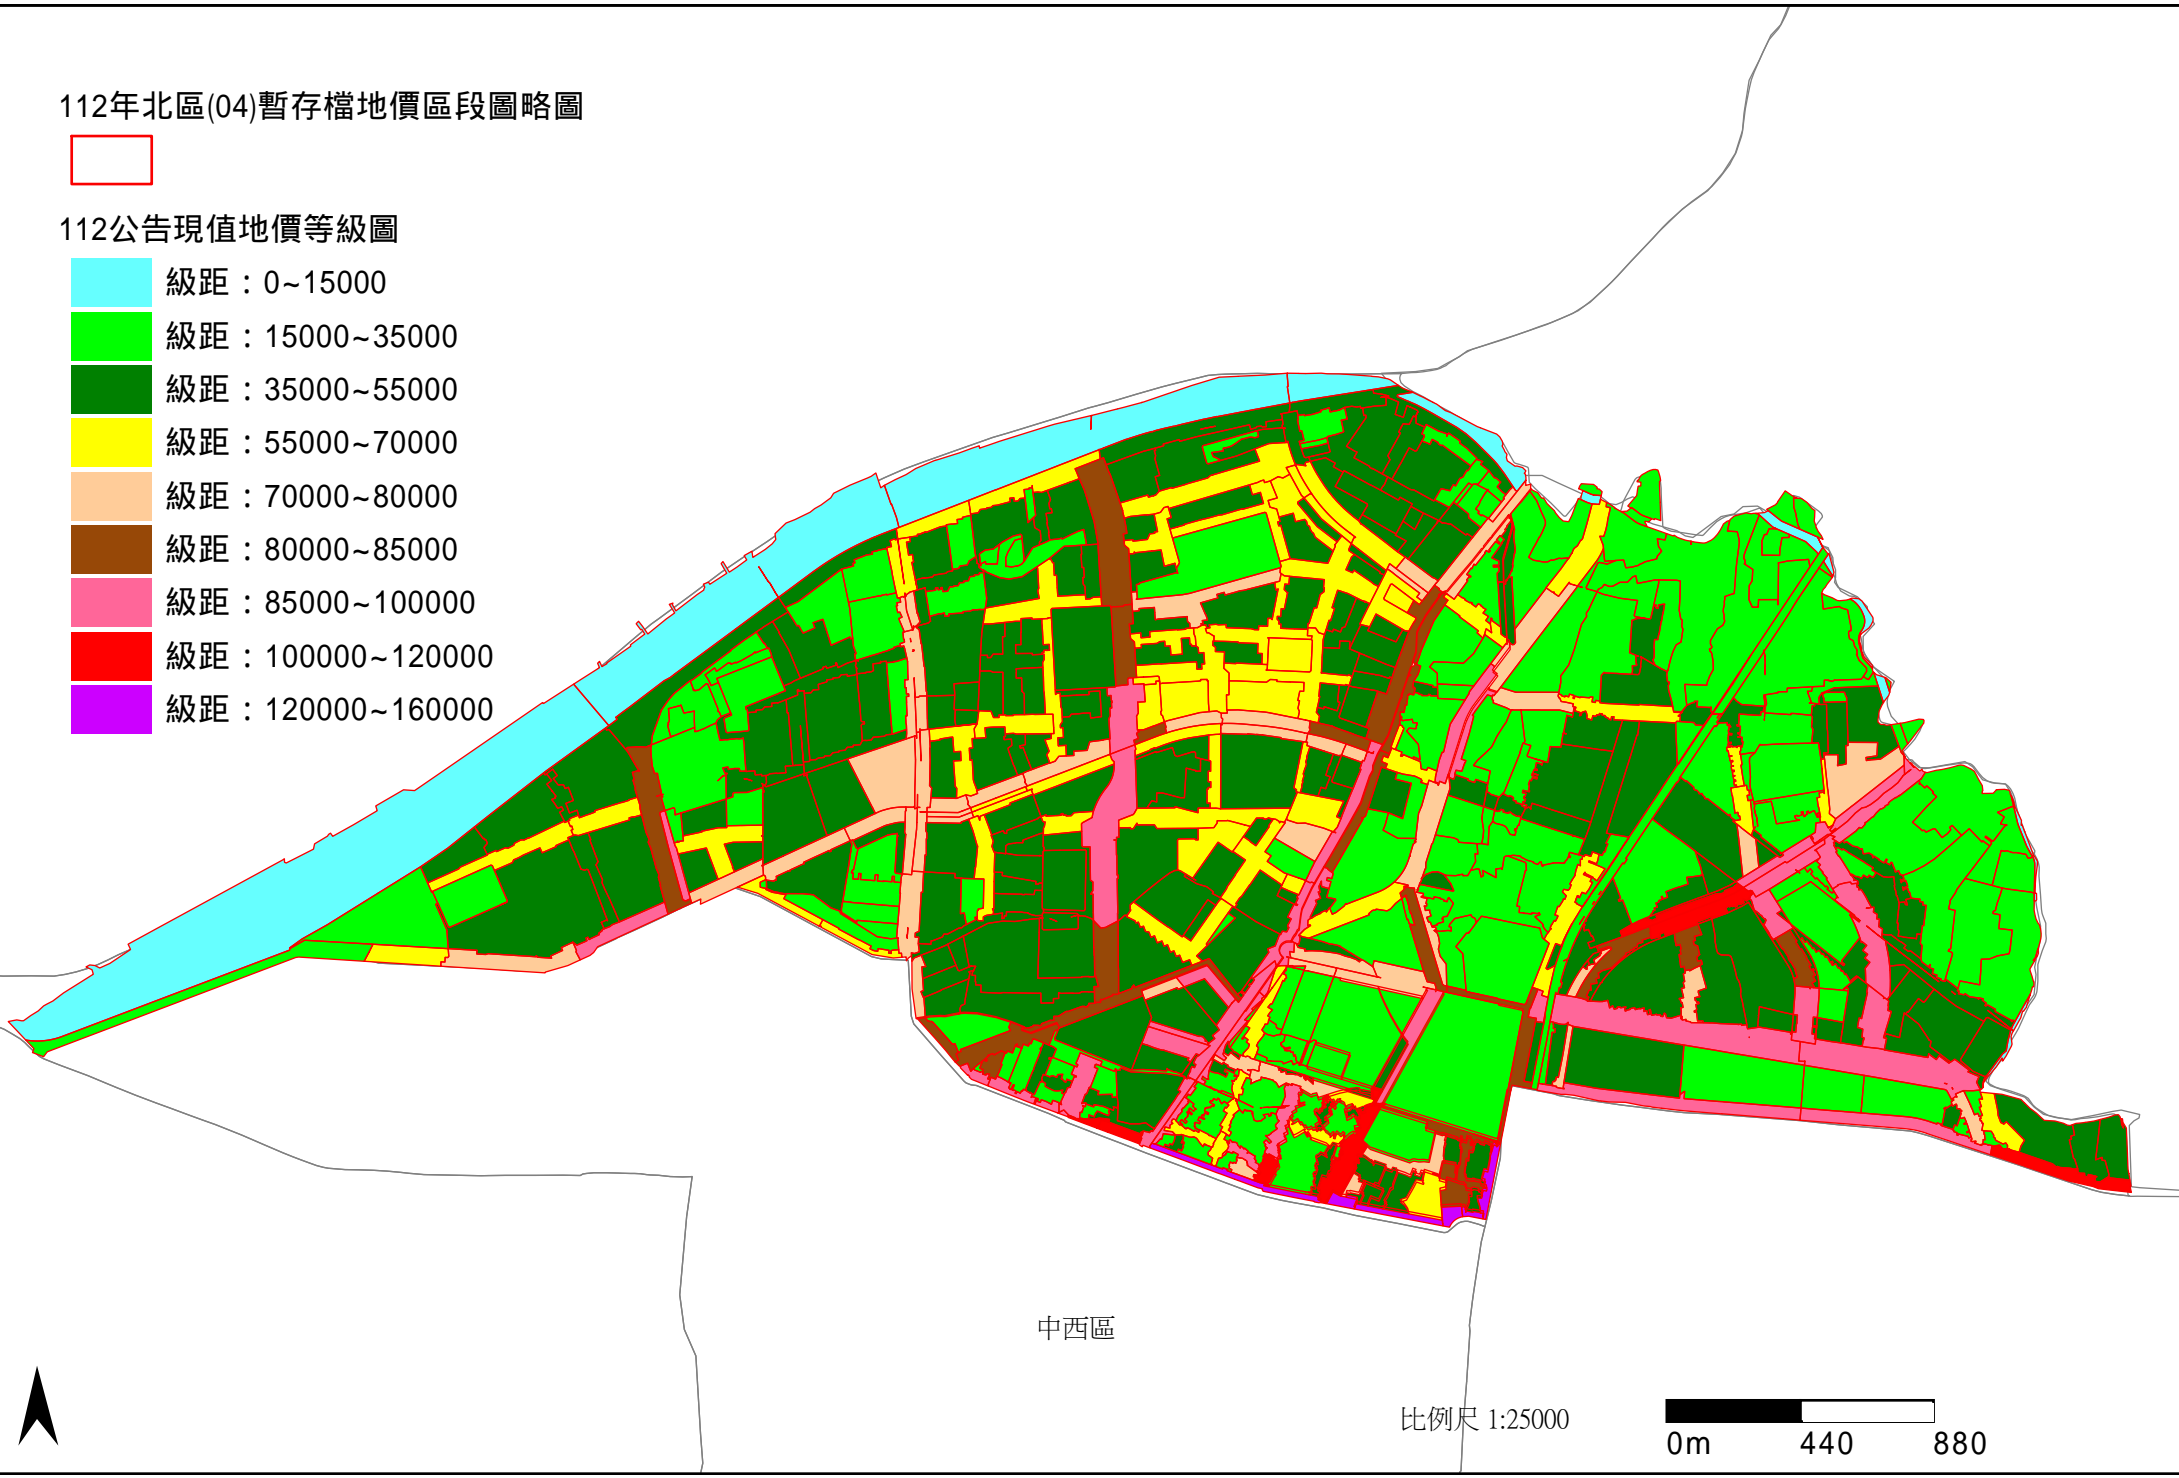 112年北區(04)暫存檔地價區段圖略圖
112公告現值地價等級圖
級距：0~15000
級距：15000~35000
級距：35000~55000
級距：55000~70000
級距：70000~80000
級距：80000~85000
級距：85000~100000
級距：100000~120000
級距：120000~160000
中西區
比例尺 1:25000
0m 440 880